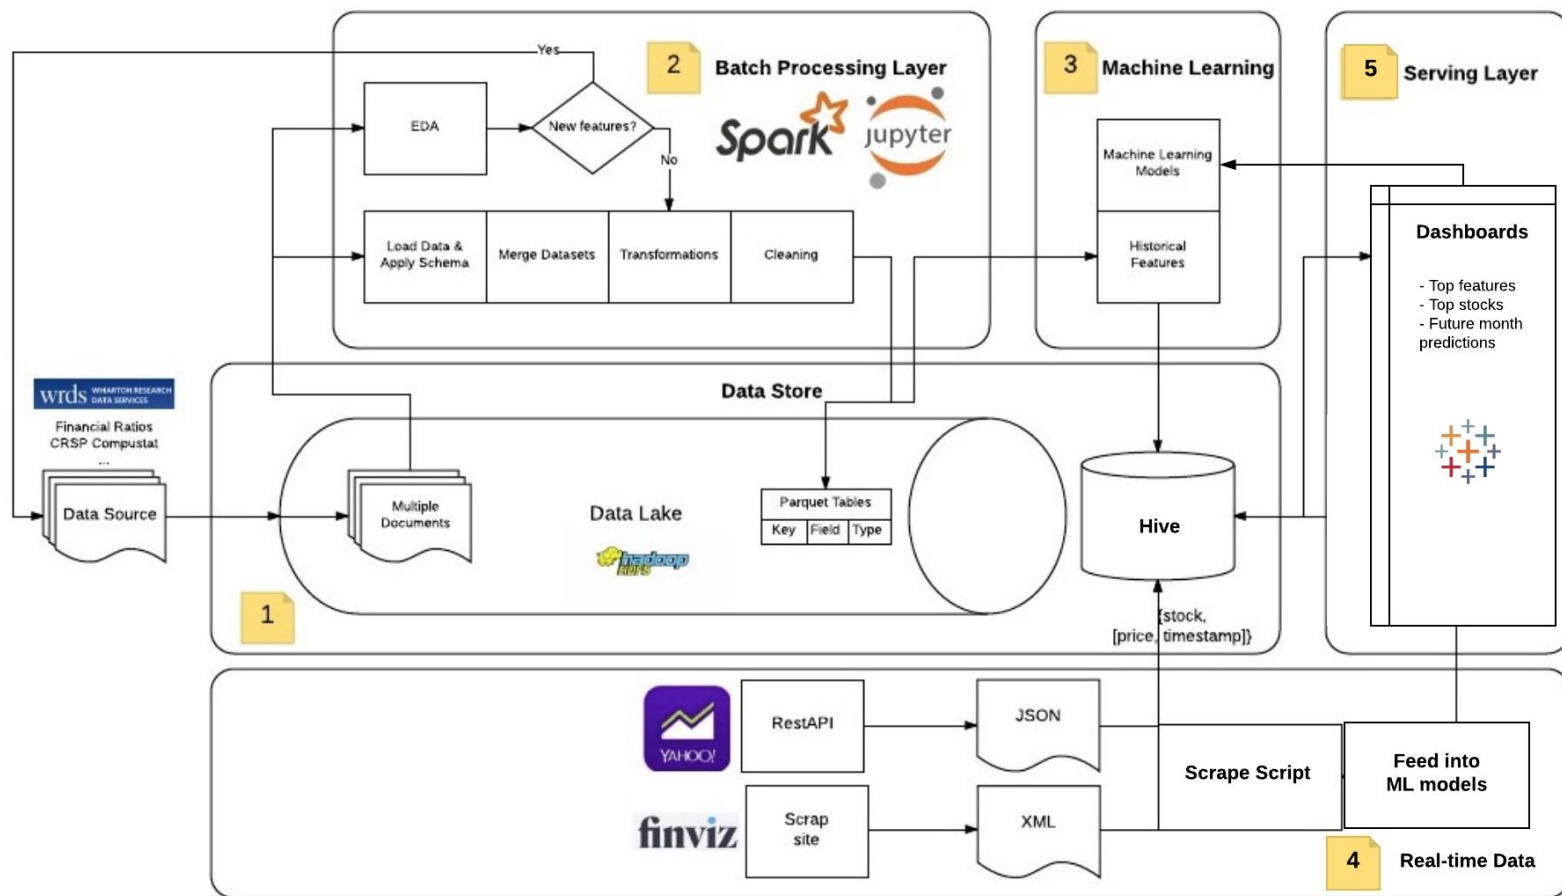 Yes
2
Batch Processing Layer
Spark
jupyter
EDA
New features?
No
Load Data &
Apply Schema
Merge Datasets
Transformations
Cleaning
3
Machine Learning
Machine Learning
Models
Historical
Features
5
Serving Layer
Dashboards
- Top features
- Top stocks
- Future month
predictions
wrds WHARTON RESEARCH
DATA SERVICES
Financial Ratios
CRSP Compustat
...
Data Source
Data Store
Multiple
Documents
Data Lake
hadoop
HDFS
Parquet Tables
Key Field Type
Hive
1
{stock,
[price, timestamp]}
YAHOO!
RestAPI
JSON
finviz
Scrap
site
XML
Scrape Script
Feed into
ML models
4
Real-time Data